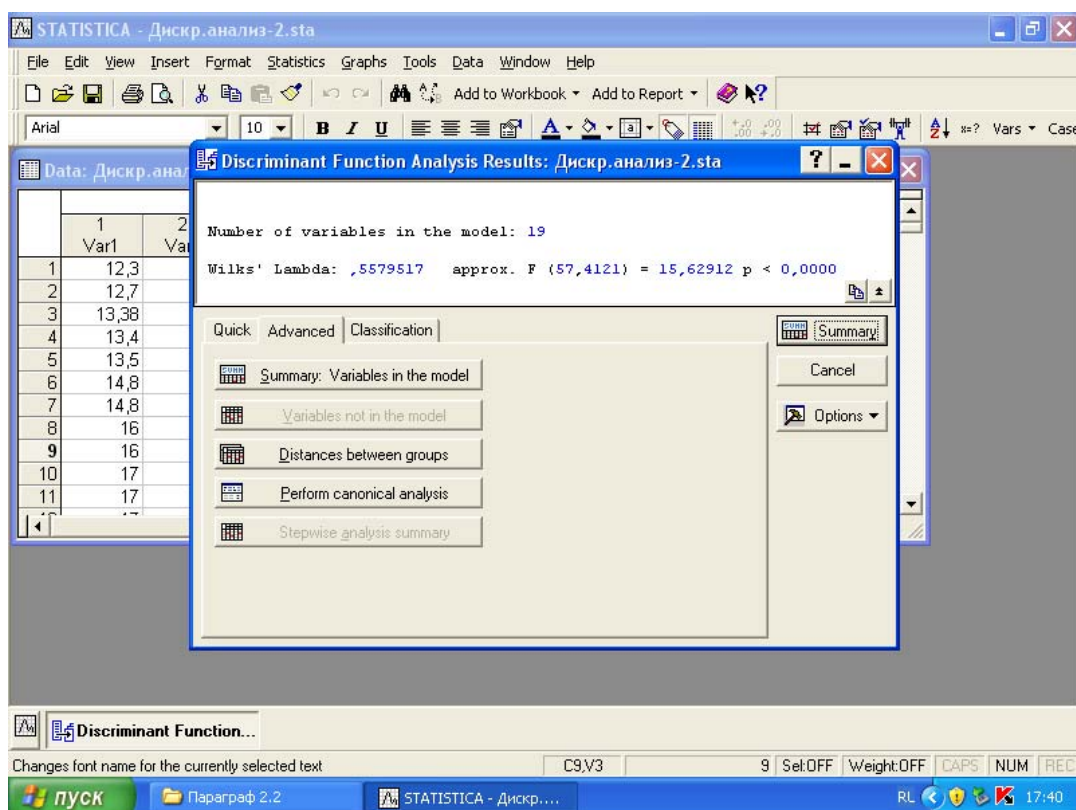 STATISTICA - Дискр.анализ-2.sta
File Edit View Insert Format Statistics Graphs Tools Data Window Help
Add to Workbook Add to Report
Arial 10 B I U A a Vars Case
Data: Дискр.анал
Discriminant Function Analysis Results: Дискр.анализ-2.sta
1 2
Var1 Va
1 12,3
2 12,7
3 13,38
4 13,4
5 13,5
6 14,8
7 14,8
8 16
9 16
10 17
11 17
Number of variables in the model: 19
Wilks' Lambda: ,5579517 approx. F (57,4121) = 15,62912 p < 0,0000
Quick Advanced Classification
Summary: Variables in the model
Variables not in the model
Distances between groups
Perform canonical analysis
Stepwise analysis summary
Summary
Cancel
Options
Discriminant Function...
Changes font name for the currently selected text C9,V3 9 Sel:OFF Weight:OFF CAPS NUM REC
пуск Параграф 2.2 STATISTICA - Дискр.... RL 17:40